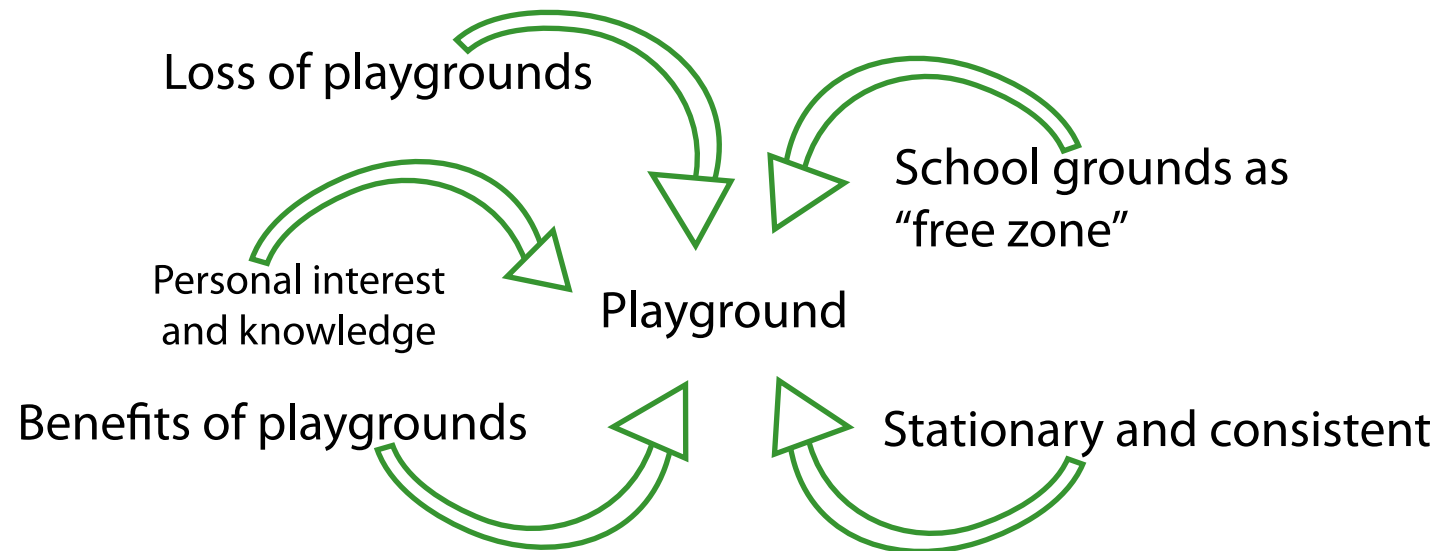 Loss of playgrounds
School grounds as
“free zone”
Personal interest
and knowledge
Playground
Benefits of playgrounds
Stationary and consistent